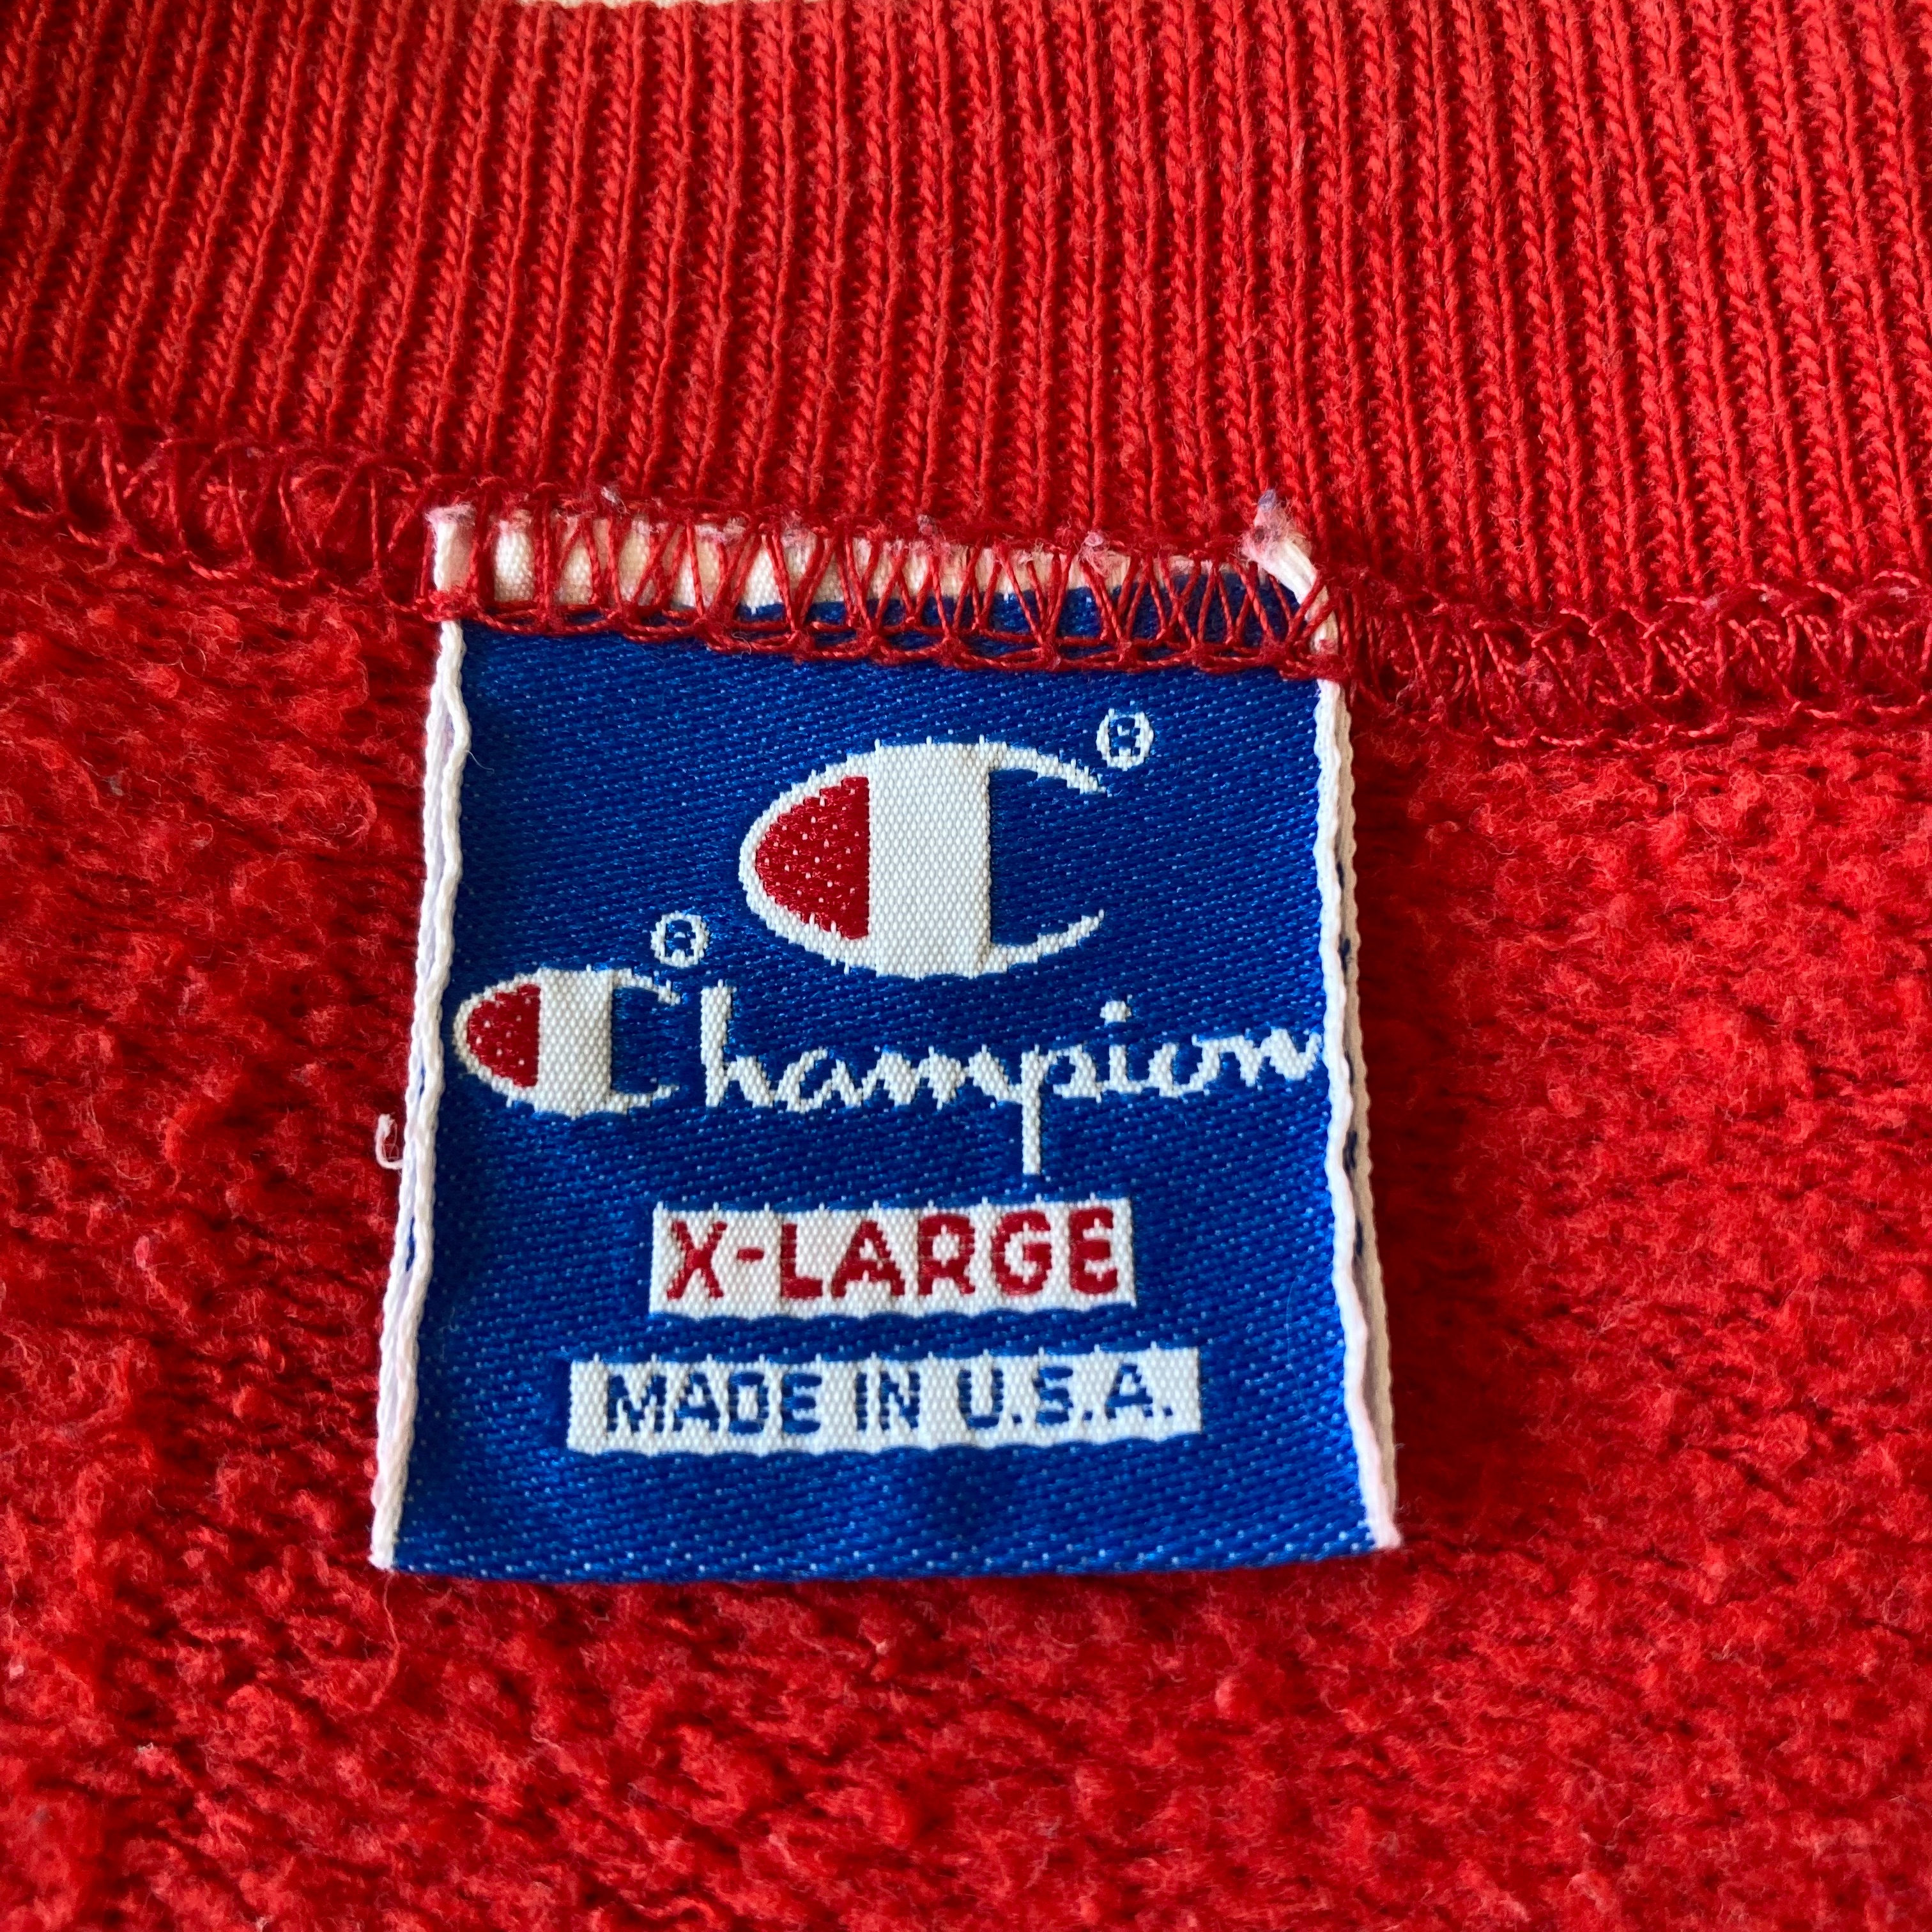 C®
Champion®
X-LARGE
MADE IN U.S.A.